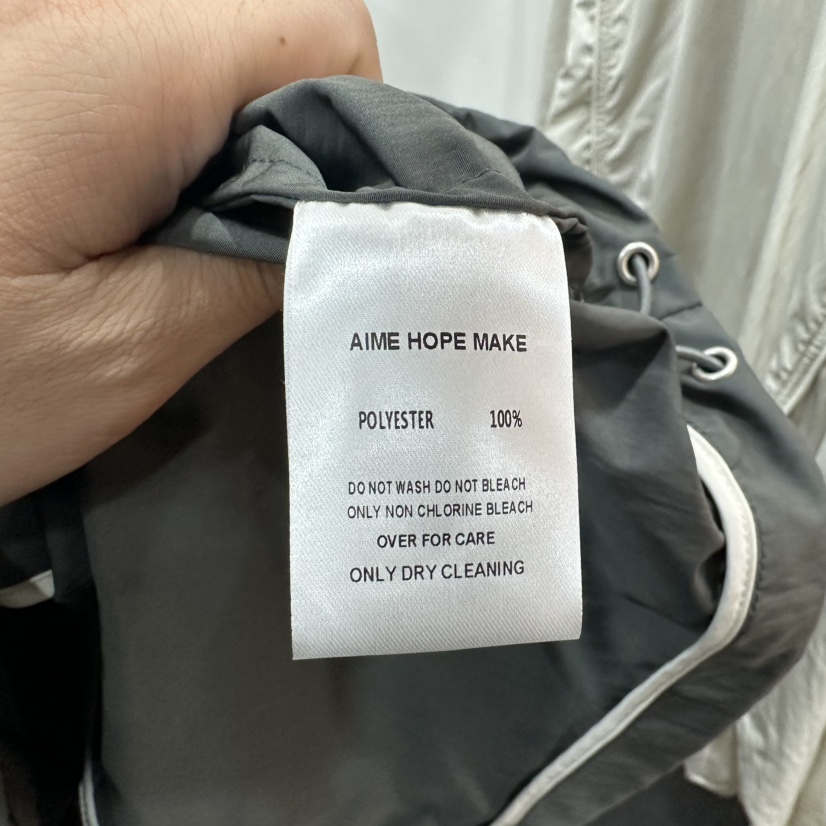 AIME HOPE MAKE
POLYESTER 100%
DO NOT WASH DO NOT BLEACH
ONLY NON CHLORINE BLEACH
OVER FOR CARE
ONLY DRY CLEANING